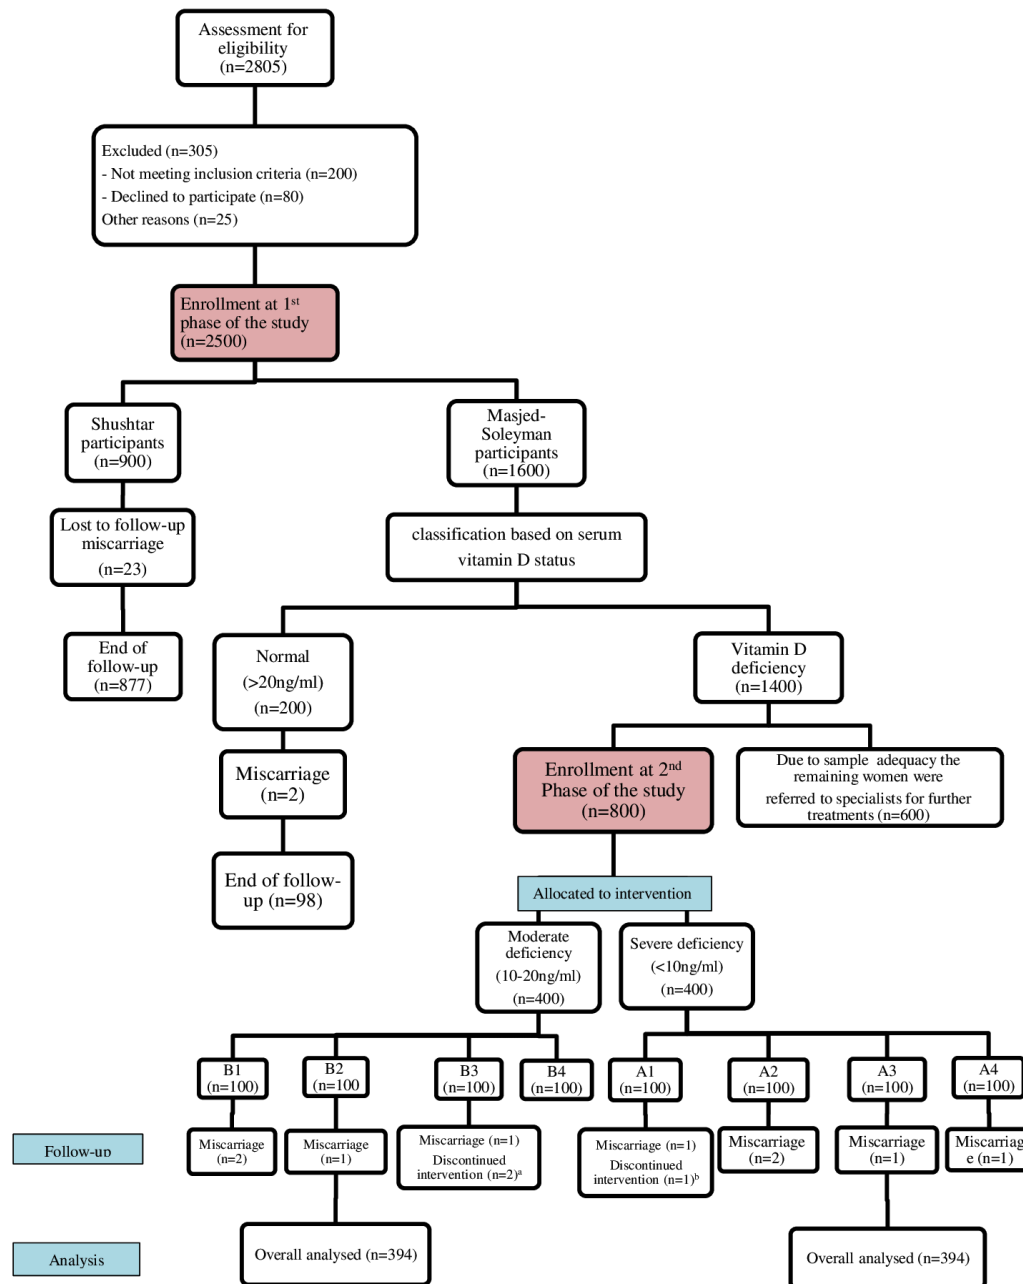 Assessment for
eligibility
(n=2805)
Excluded (n=305)
- Not meeting inclusion criteria (n=200)
- Declined to participate (n=80)
Other reasons (n=25)
Enrollment at 1st
phase of the study
(n=2500)
Shushtar
participants
(n=900)
Masjed-
Soleyman
participants
(n=1600)
Lost to follow-up
miscarriage
(n=23)
classification based on serum
vitamin D status
End of
follow-up
(n=877)
Normal
(>20ng/ml)
(n=200)
Vitamin D
deficiency
(n=1400)
Miscarriage
(n=2)
Enrollment at 2nd
Phase of the study
(n=800)
Due to sample adequacy the
remaining women were
referred to specialists for further
treatments (n=600)
End of follow-
up (n=98)
Allocated to intervention
Moderate
deficiency
(10-20ng/ml)
(n=400)
Severe deficiency
(<10ng/ml)
(n=400)
B1
(n=100)
B2
(n=100
B3
(n=100)
B4
(n=100)
A1
(n=100)
A2
(n=100)
A3
(n=100)
A4
(n=100)
Follow-up
Miscarriage
(n=2)
Miscarriage
(n=1)
Miscarriage (n=1)
Discontinued
intervention (n=2)a
Miscarriage (n=1)
Discontinued
intervention (n=1)b
Miscarriage
(n=2)
Miscarriage
(n=1)
Miscarriag
e (n=1)
Analysis
Overall analysed (n=394)
Overall analysed (n=394)